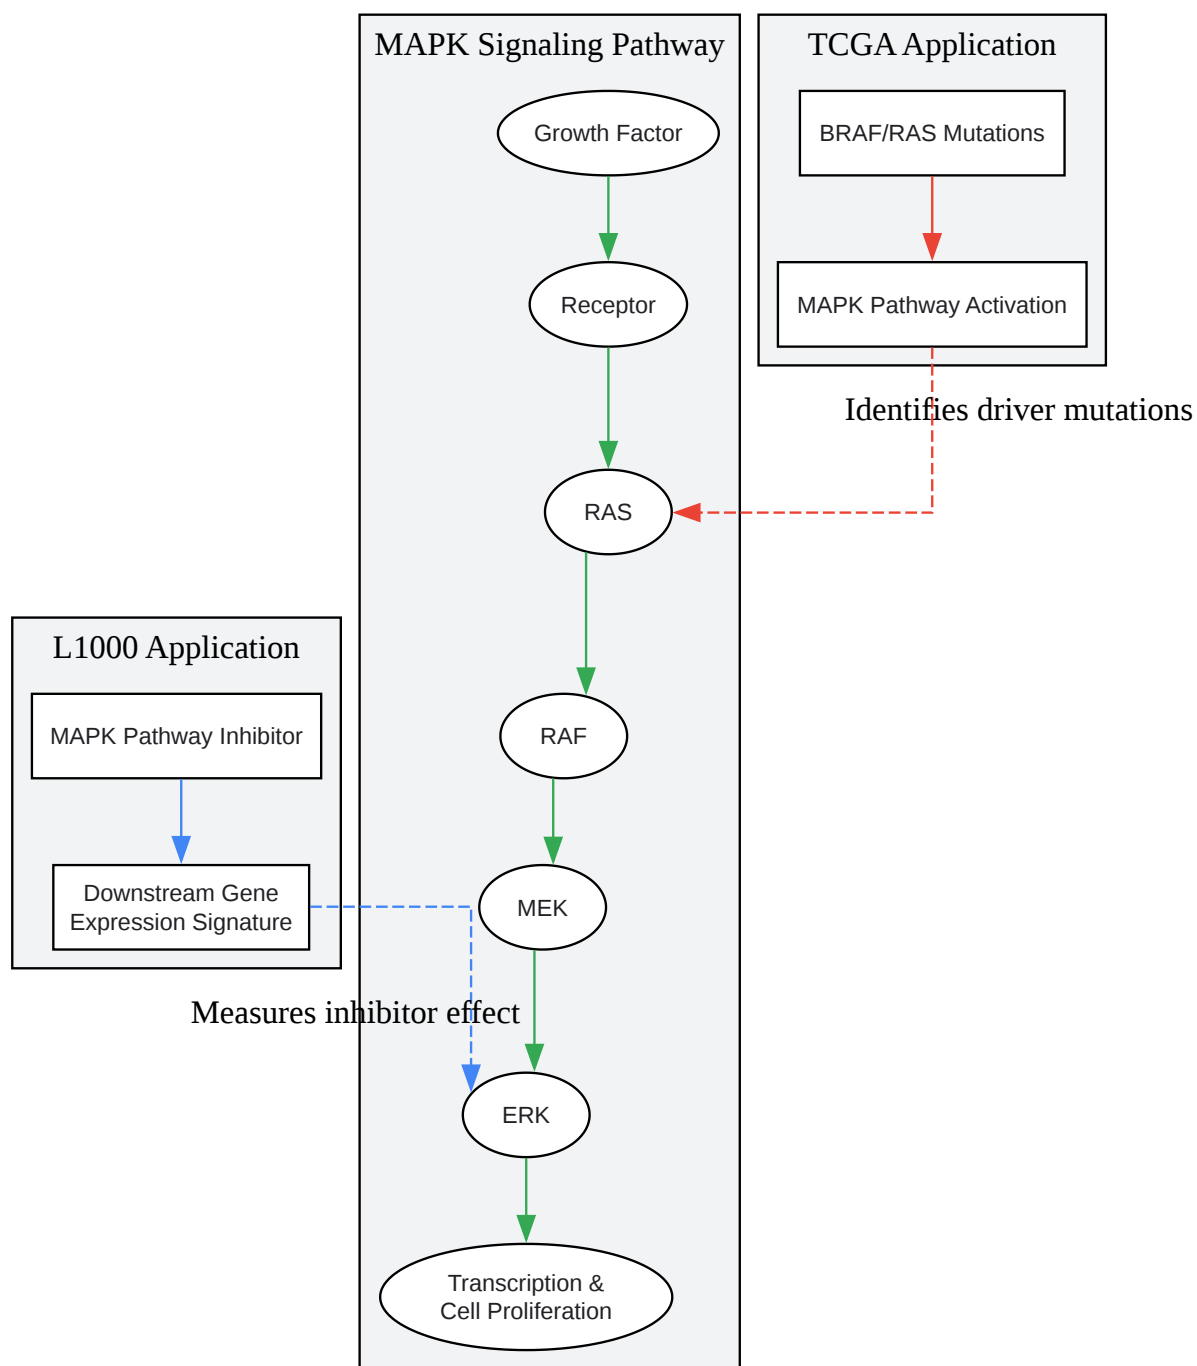 MAPK Signaling Pathway
Growth Factor
Receptor
RAS
RAF
MEK
ERK
Transcription &
Cell Proliferation
TCGA Application
BRAF/RAS Mutations
MAPK Pathway Activation
Identifies driver mutations
L1000 Application
MAPK Pathway Inhibitor
Downstream Gene
Expression Signature
Measures inhibitor effect